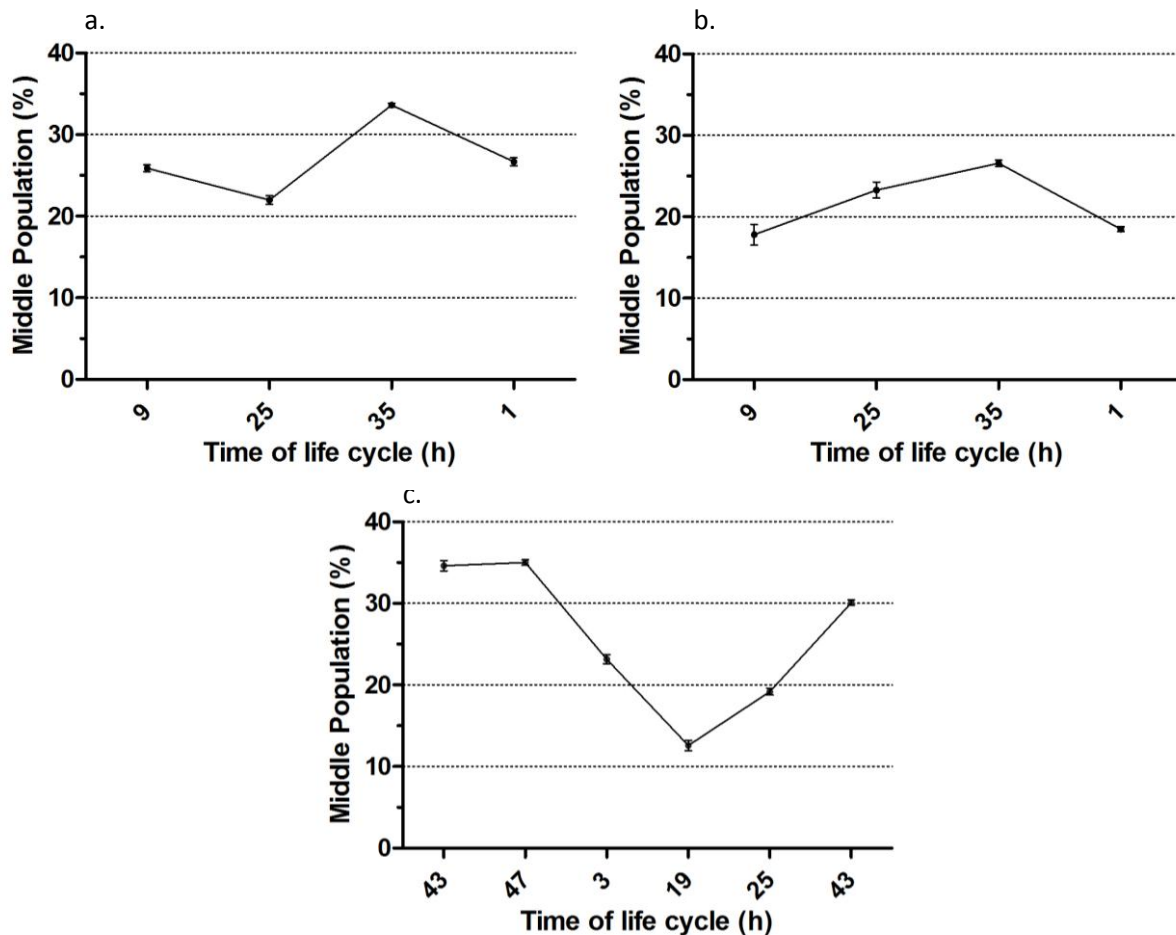 a.
40
30
20
10
0
Middle Population (%)
9 25 35 1
Time of life cycle (h)
b.
40
30
20
10
0
Middle Population (%)
9 25 35 1
Time of life cycle (h)
c.
40
30
20
10
0
Middle Population (%)
43 47 3 19 25 43
Time of life cycle (h)